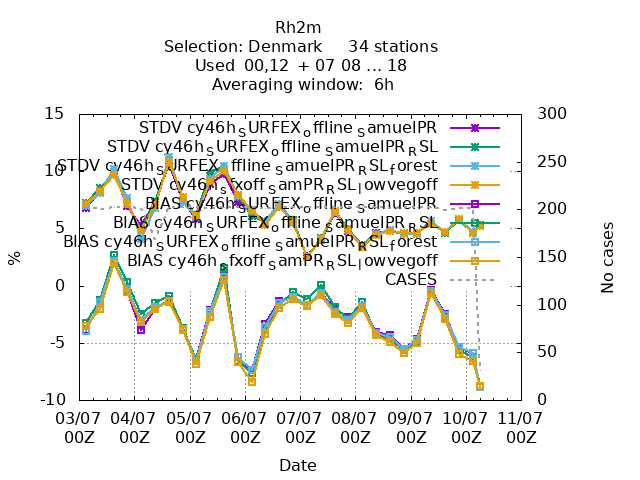 Rh2m
Selection: Denmark 34 stations
Used 00,12 + 07 08 ... 18
Averaging window: 6h
STDV cy46h_SURFEX_offline_SamuelPR
STDV cy46h_SURFEX_offline_SamuelPR_RSL
STDV cy46h_SURFEX_offline_SamuelPR_RSL_forest
STDV cy46h_sfxoff_SamPR_RSL_lowvegoff
BIAS cy46h_SURFEX_offline_SamuelPR
BIAS cy46h_SURFEX_offline_SamuelPR_RSL
BIAS cy46h_SURFEX_offline_SamuelPR_RSL_forest
BIAS cy46h_sfxoff_SamPR_RSL_lowvegoff
CASES
15
10
5
0
-5
-10
%
300
250
200
150
100
50
0
No cases
03/07 04/07 05/07 06/07 07/07 08/07 09/07 10/07 11/07
00Z 00Z 00Z 00Z 00Z 00Z 00Z 00Z 00Z
Date